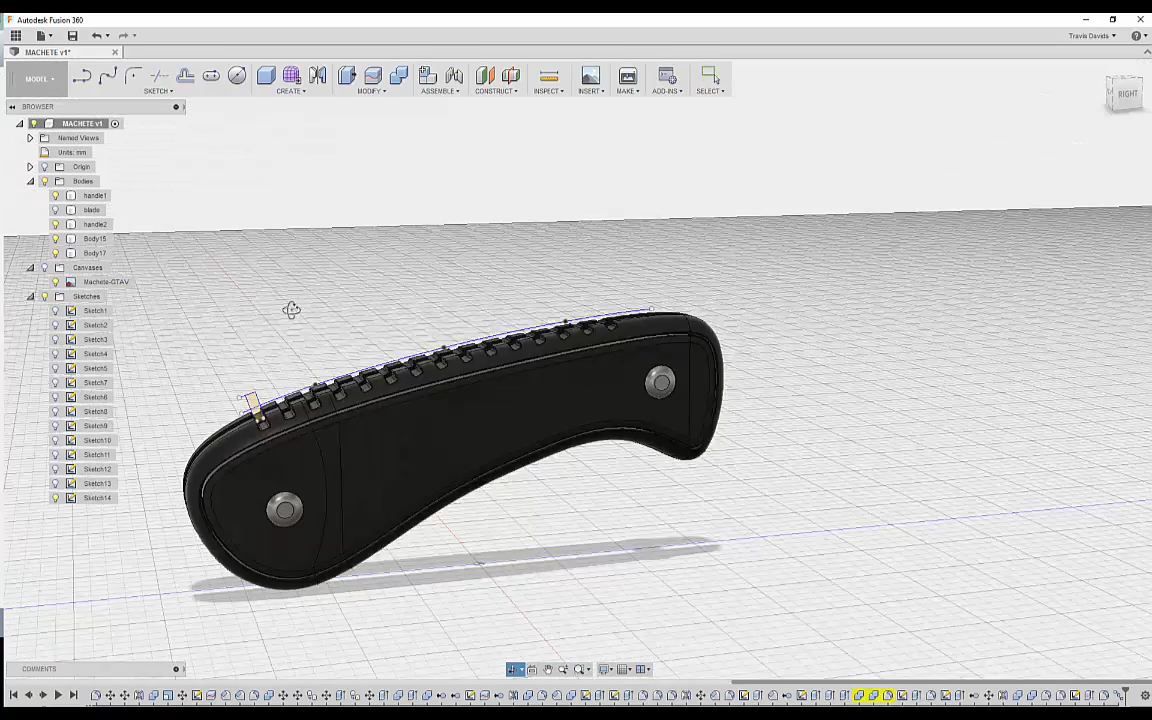 Autodesk Fusion 360
Travis Davids
MACHETE v1*
MODEL
SKETCH
CREATE
MODIFY
ASSEMBLE
CONSTRUCT
INSPECT
INSERT
MAKE
ADD-INS
SELECT
RIGHT
BROWSER
MACHETE v1
Named Views
Units: mm
Origin
Bodies
handle1
blade
handle2
Body15
Body17
Canvases
Machete-GTAV
Sketches
Sketch1
Sketch2
Sketch3
Sketch4
Sketch5
Sketch7
Sketch6
Sketch8
Sketch9
Sketch10
Sketch11
Sketch12
Sketch13
Sketch14
COMMENTS